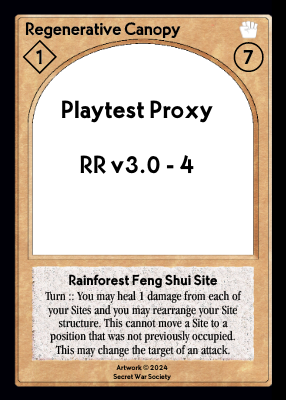 Regenerative Canopy
1
7
Playtest Proxy
RR v3.0 - 4
Rainforest Feng Shui Site
Turn :: You may heal 1 damage from each
of your Sites and you may rearrange your Site
structure. This cannot move a Site to a
position that was not previously occupied.
This may change the target of an attack.
Artwork © 2024
Secret War Society